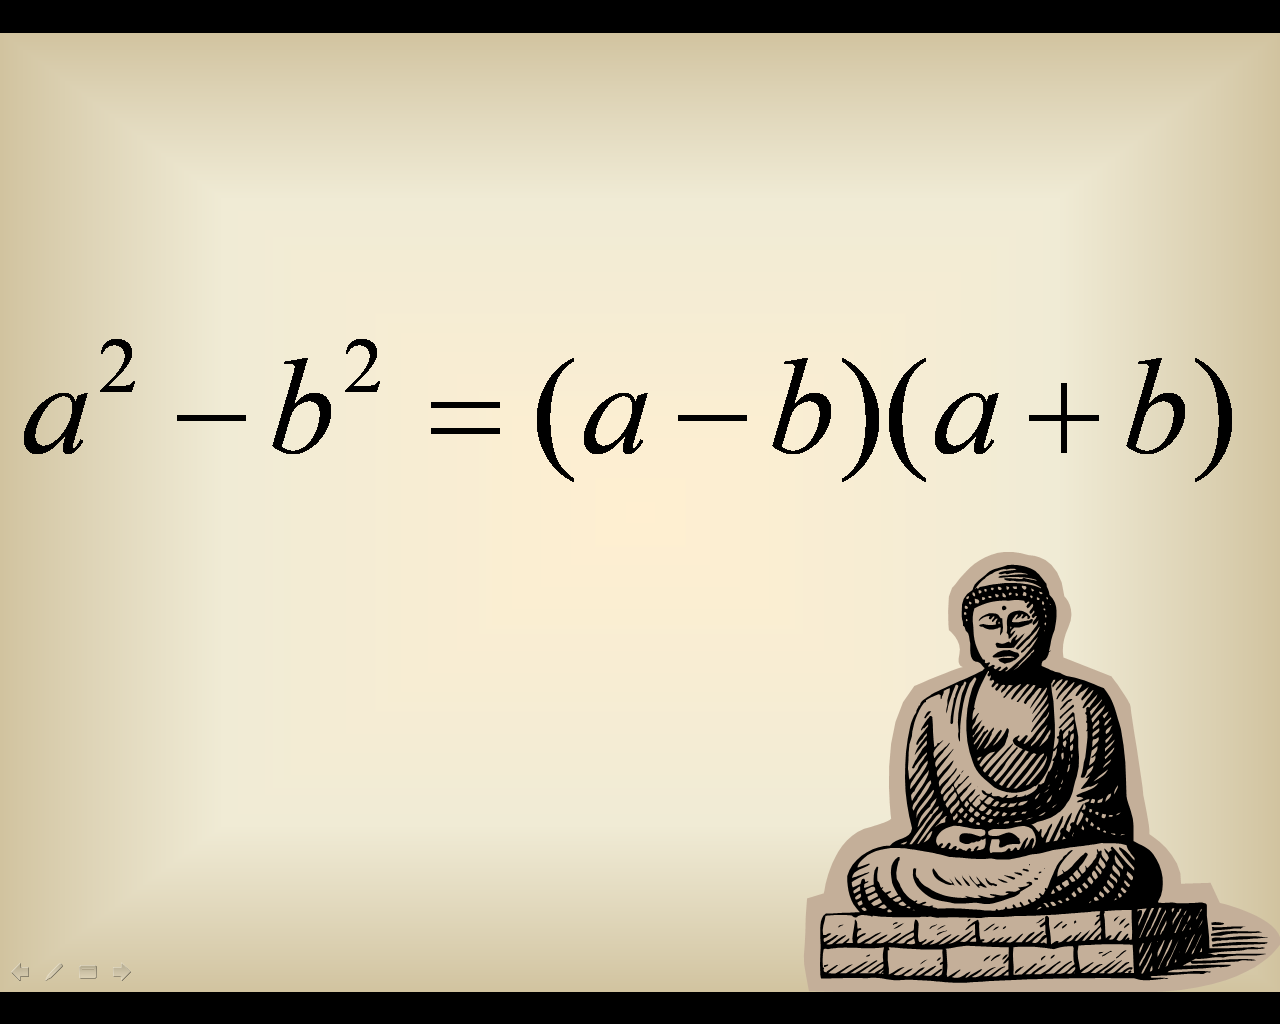 a² − b² = (a − b)(a + b)